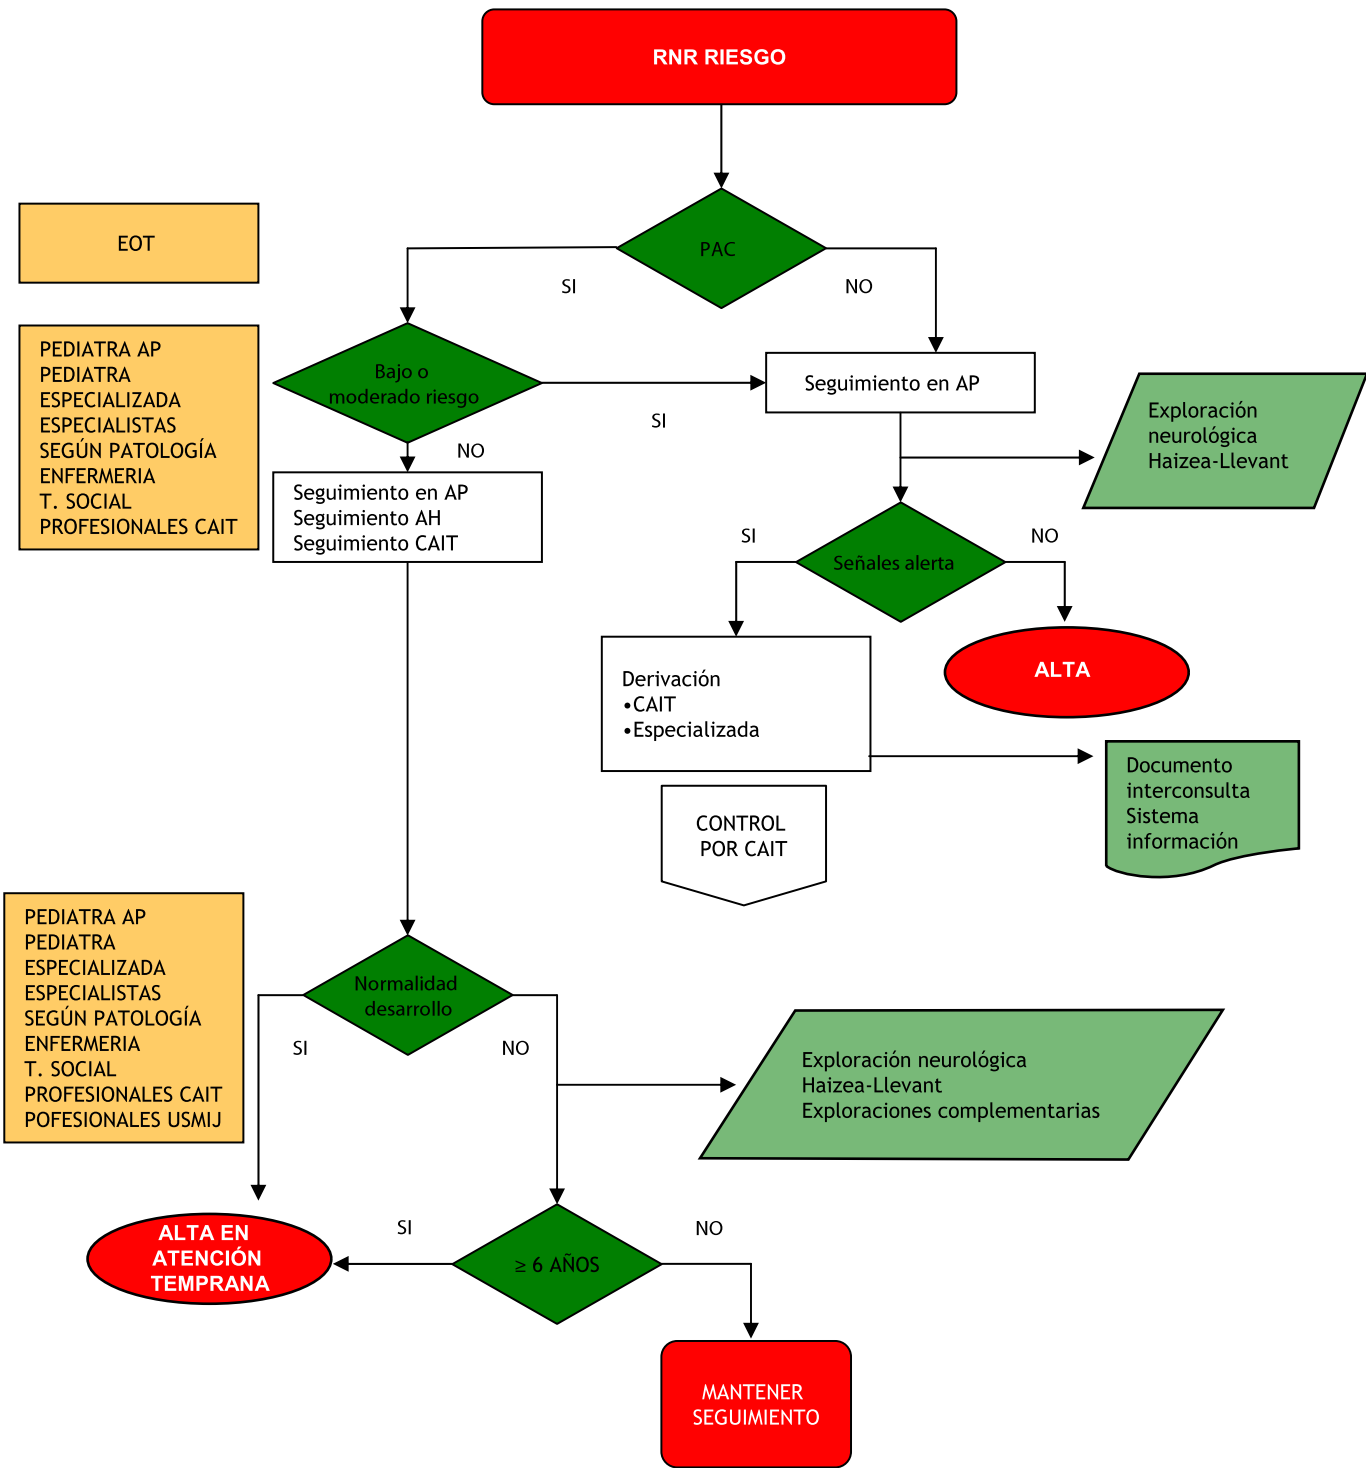 RNR RIESGO
EOT
PAC
SI
NO
PEDIATRA AP
PEDIATRA
ESPECIALIZADA
ESPECIALISTAS
SEGÚN PATOLOGÍA
ENFERMERIA
T. SOCIAL
PROFESIONALES CAIT
Bajo o
moderado riesgo
SI
NO
Seguimiento en AP
Exploración
neurológica
Haizea-Llevant
Seguimiento en AP
Seguimiento AH
Seguimiento CAIT
SI
NO
Señales alerta
Derivación
•CAIT
•Especializada
ALTA
Documento
interconsulta
Sistema
información
CONTROL
POR CAIT
PEDIATRA AP
PEDIATRA
ESPECIALIZADA
ESPECIALISTAS
SEGÚN PATOLOGÍA
ENFERMERIA
T. SOCIAL
PROFESIONALES CAIT
POFESIONALES USMIJ
Normalidad
desarrollo
SI
NO
Exploración neurológica
Haizea-Llevant
Exploraciones complementarias
ALTA EN
ATENCIÓN
TEMPRANA
SI
NO
≥ 6 AÑOS
MANTENER
SEGUIMIENTO